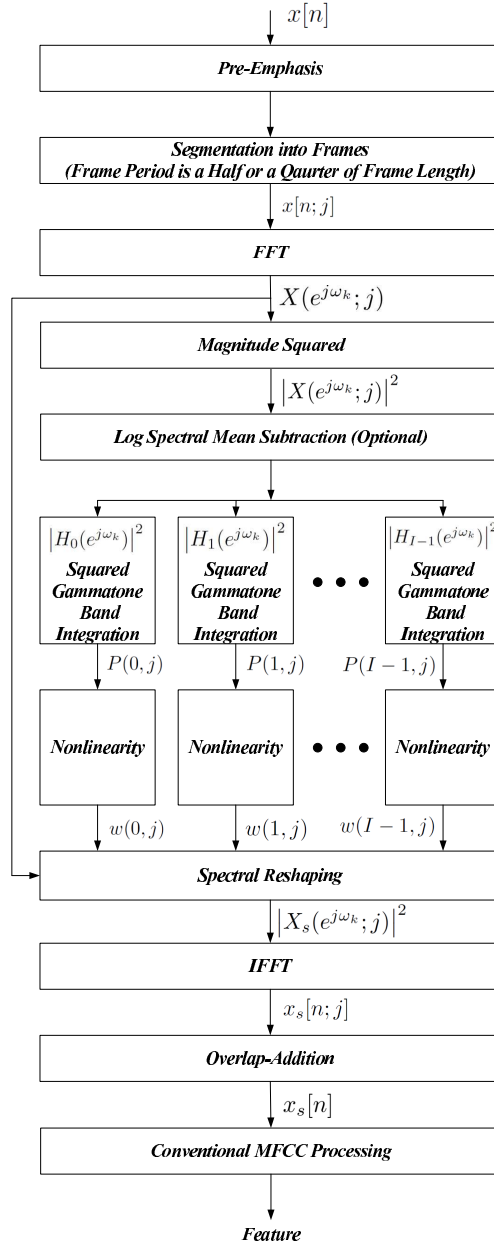 x[n]
Pre-Emphasis
Segmentation into Frames
(Frame Period is a Half or a Qaurter of Frame Length)
x[n; j]
FFT
X(e^{jω_k}; j)
Magnitude Squared
|X(e^{jω_k}; j)|^2
Log Spectral Mean Subtraction (Optional)
|H_0(e^{jω_k})|^2
Squared
Gammatone
Band
Integration
|H_1(e^{jω_k})|^2
Squared
Gammatone
Band
Integration
|H_{I-1}(e^{jω_k})|^2
Squared
Gammatone
Band
Integration
P(0, j)
P(1, j)
P(I − 1, j)
Nonlinearity
Nonlinearity
Nonlinearity
w(0, j)
w(1, j)
w(I − 1, j)
Spectral Reshaping
|X_s(e^{jω_k}; j)|^2
IFFT
x_s[n; j]
Overlap-Addition
x_s[n]
Conventional MFCC Processing
Feature